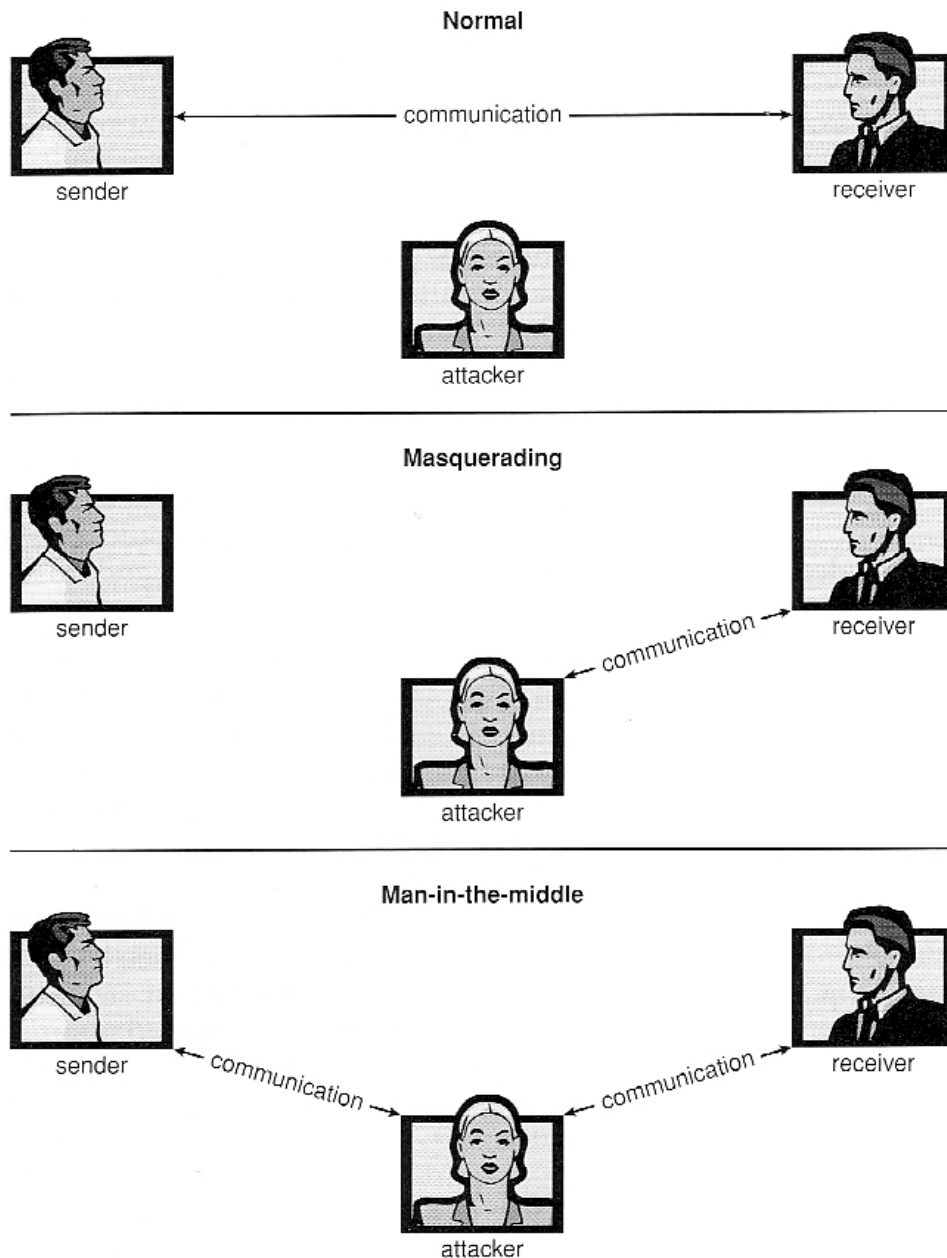 Normal
communication
sender
receiver
attacker
Masquerading
sender
communication
receiver
attacker
Man-in-the-middle
sender
communication
communication
receiver
attacker